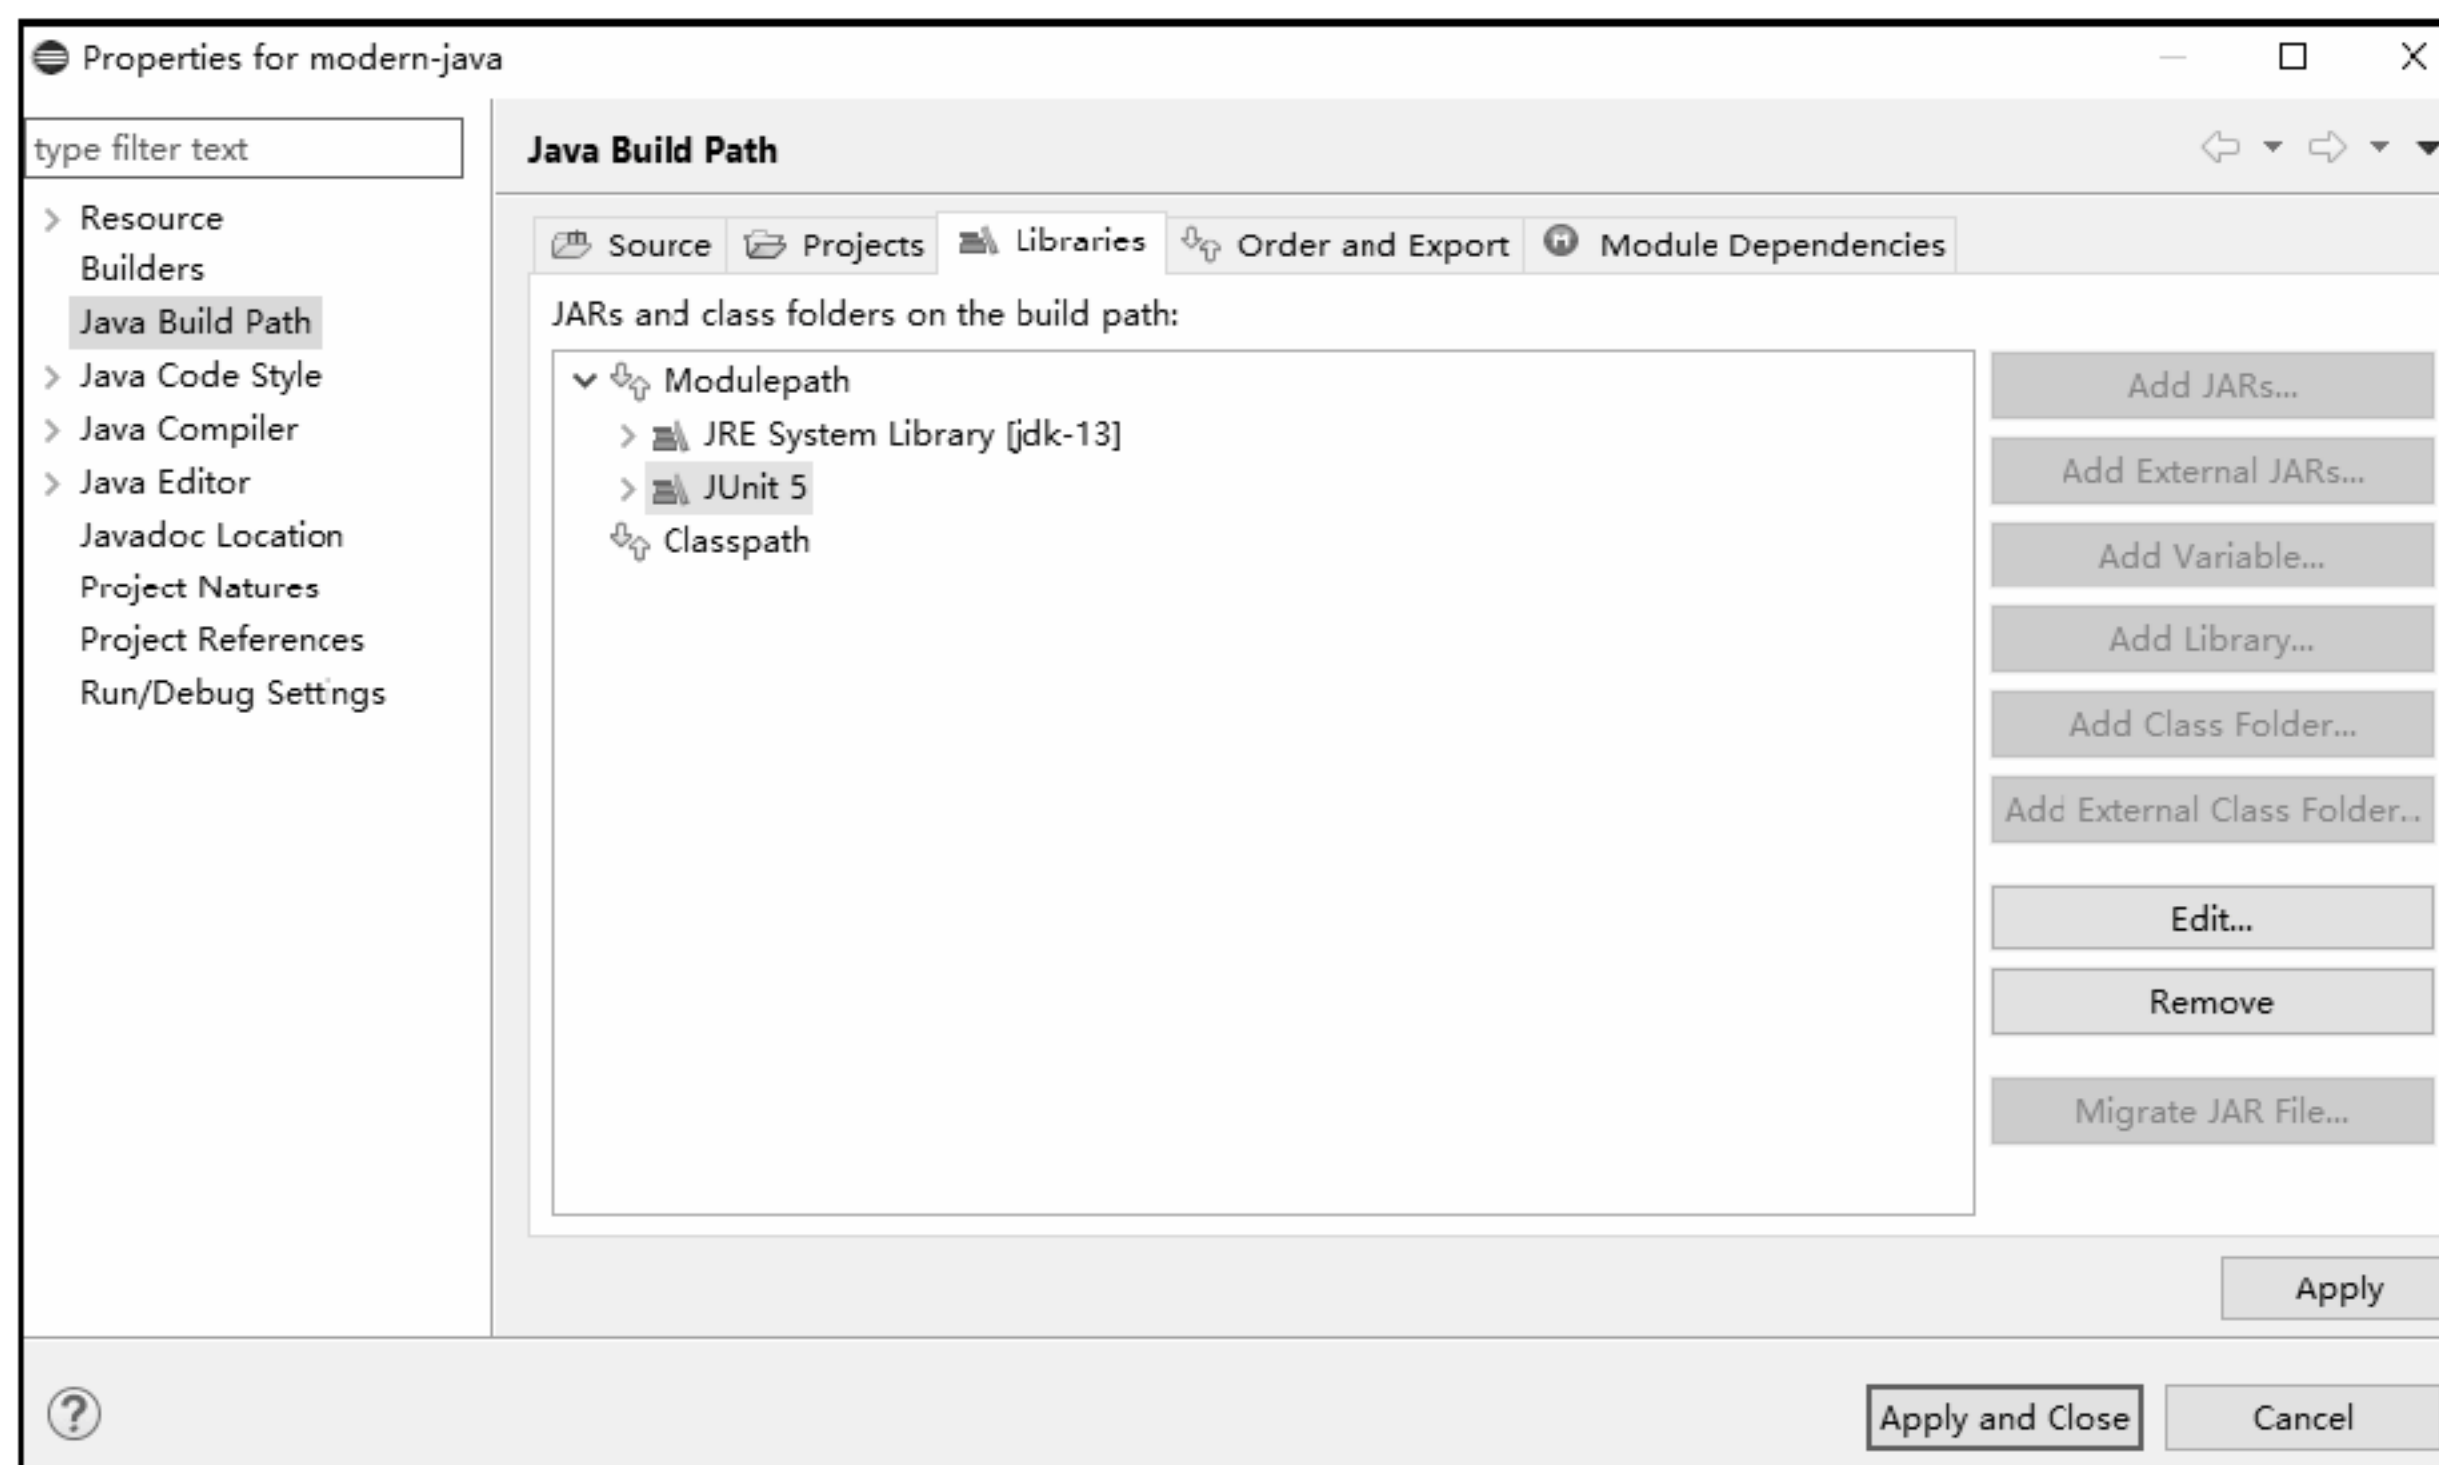 Properties for modern-java
type filter text
Resource
Builders
Java Build Path
Java Code Style
Java Compiler
Java Editor
Javadoc Location
Project Natures
Project References
Run/Debug Settings
Java Build Path
Source Projects Libraries Order and Export Module Dependencies
JARs and class folders on the build path:
Modulepath
JRE System Library [jdk-13]
JUnit 5
Classpath
Add JARs...
Add External JARs...
Add Variable...
Add Library...
Add Class Folder...
Add External Class Folder...
Edit...
Remove
Migrate JAR File...
Apply
Apply and Close Cancel